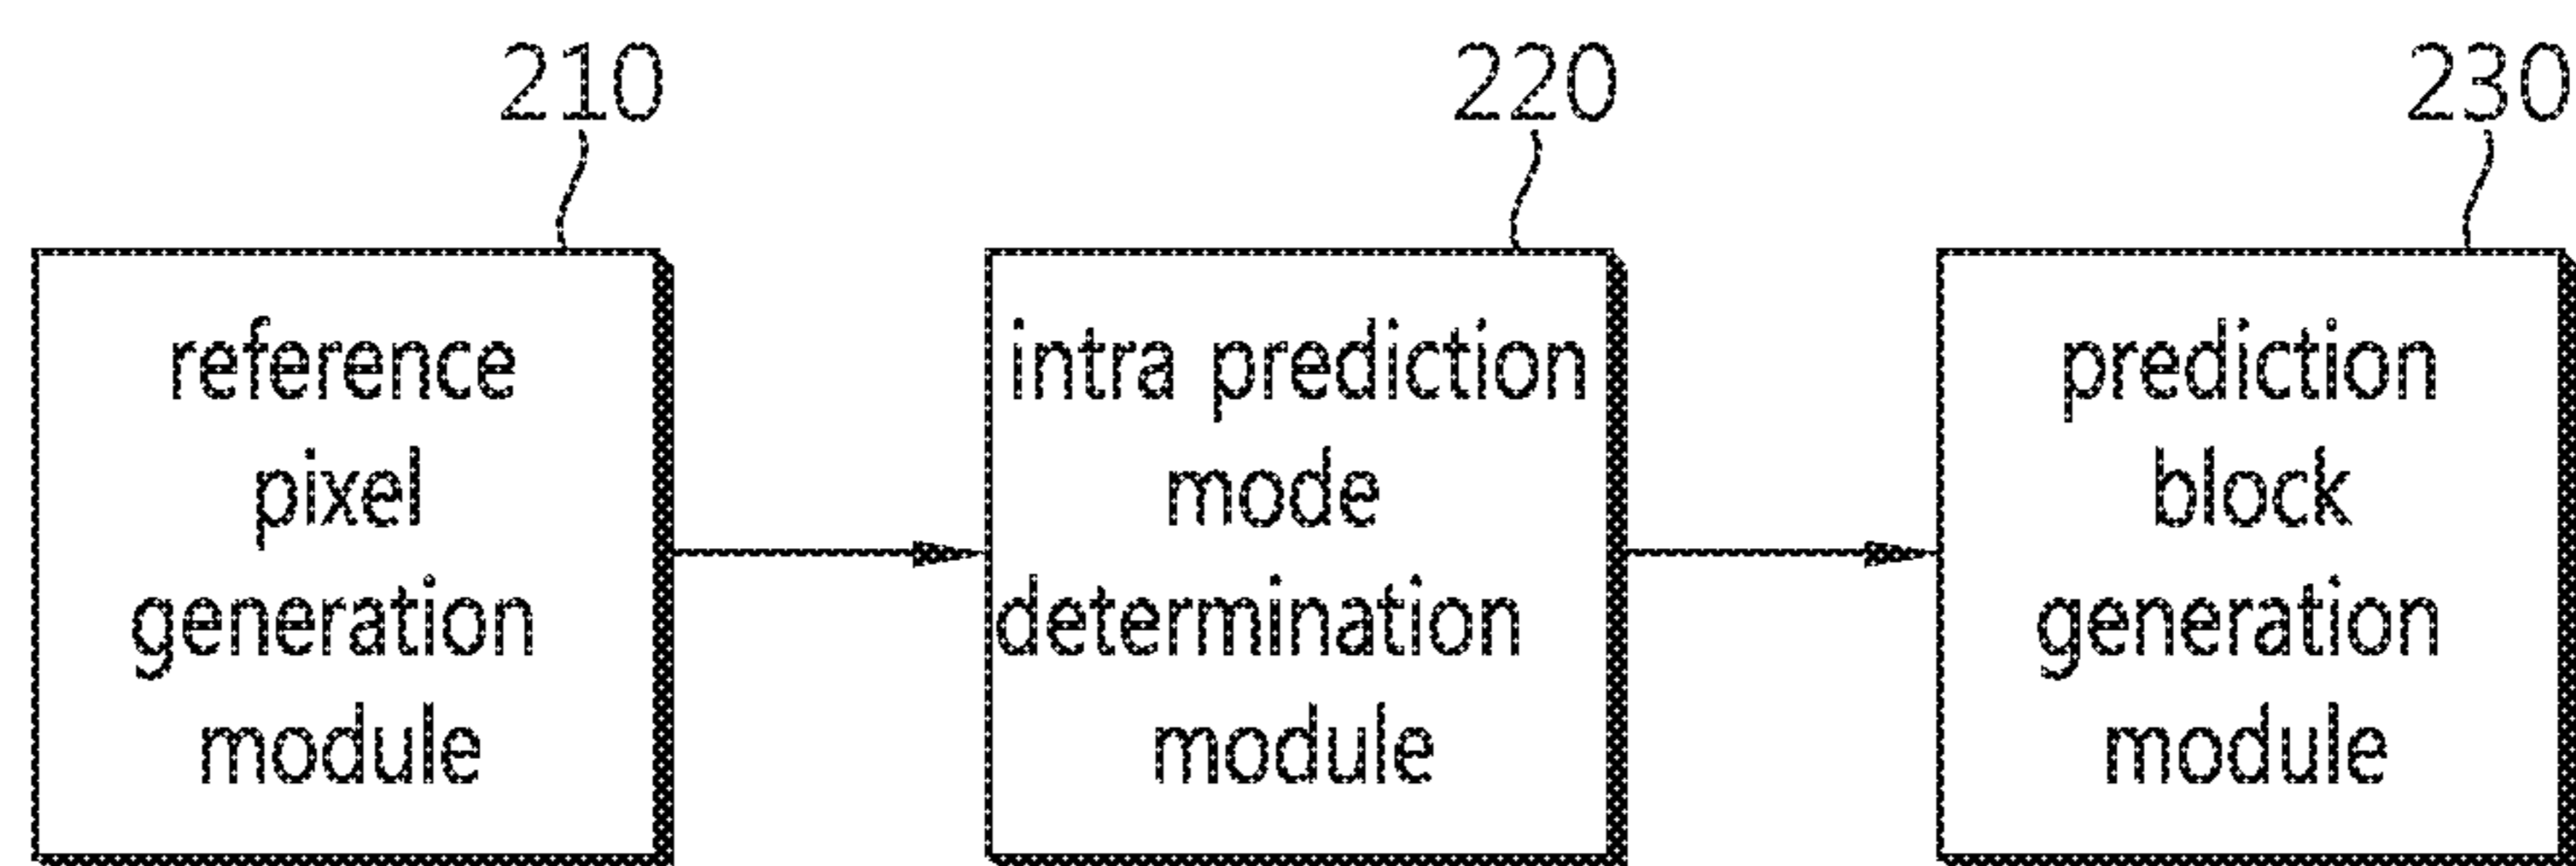 210
220
230
reference
pixel
generation
module
intra prediction
mode
determination
module
prediction
block
generation
module